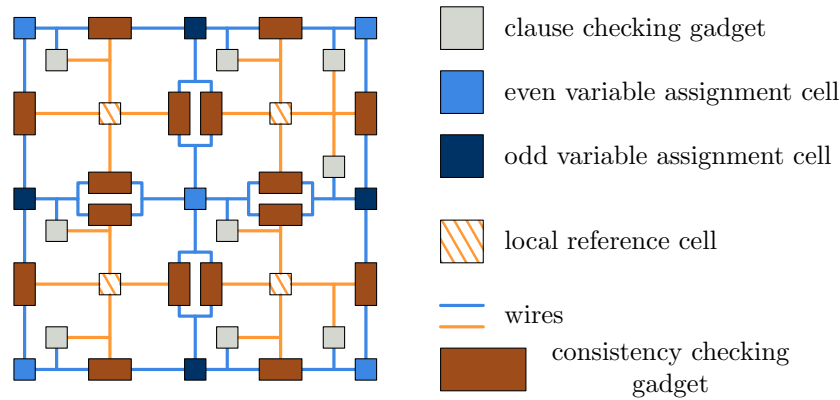 clause checking gadget
even variable assignment cell
odd variable assignment cell
local reference cell
wires
consistency checking
gadget